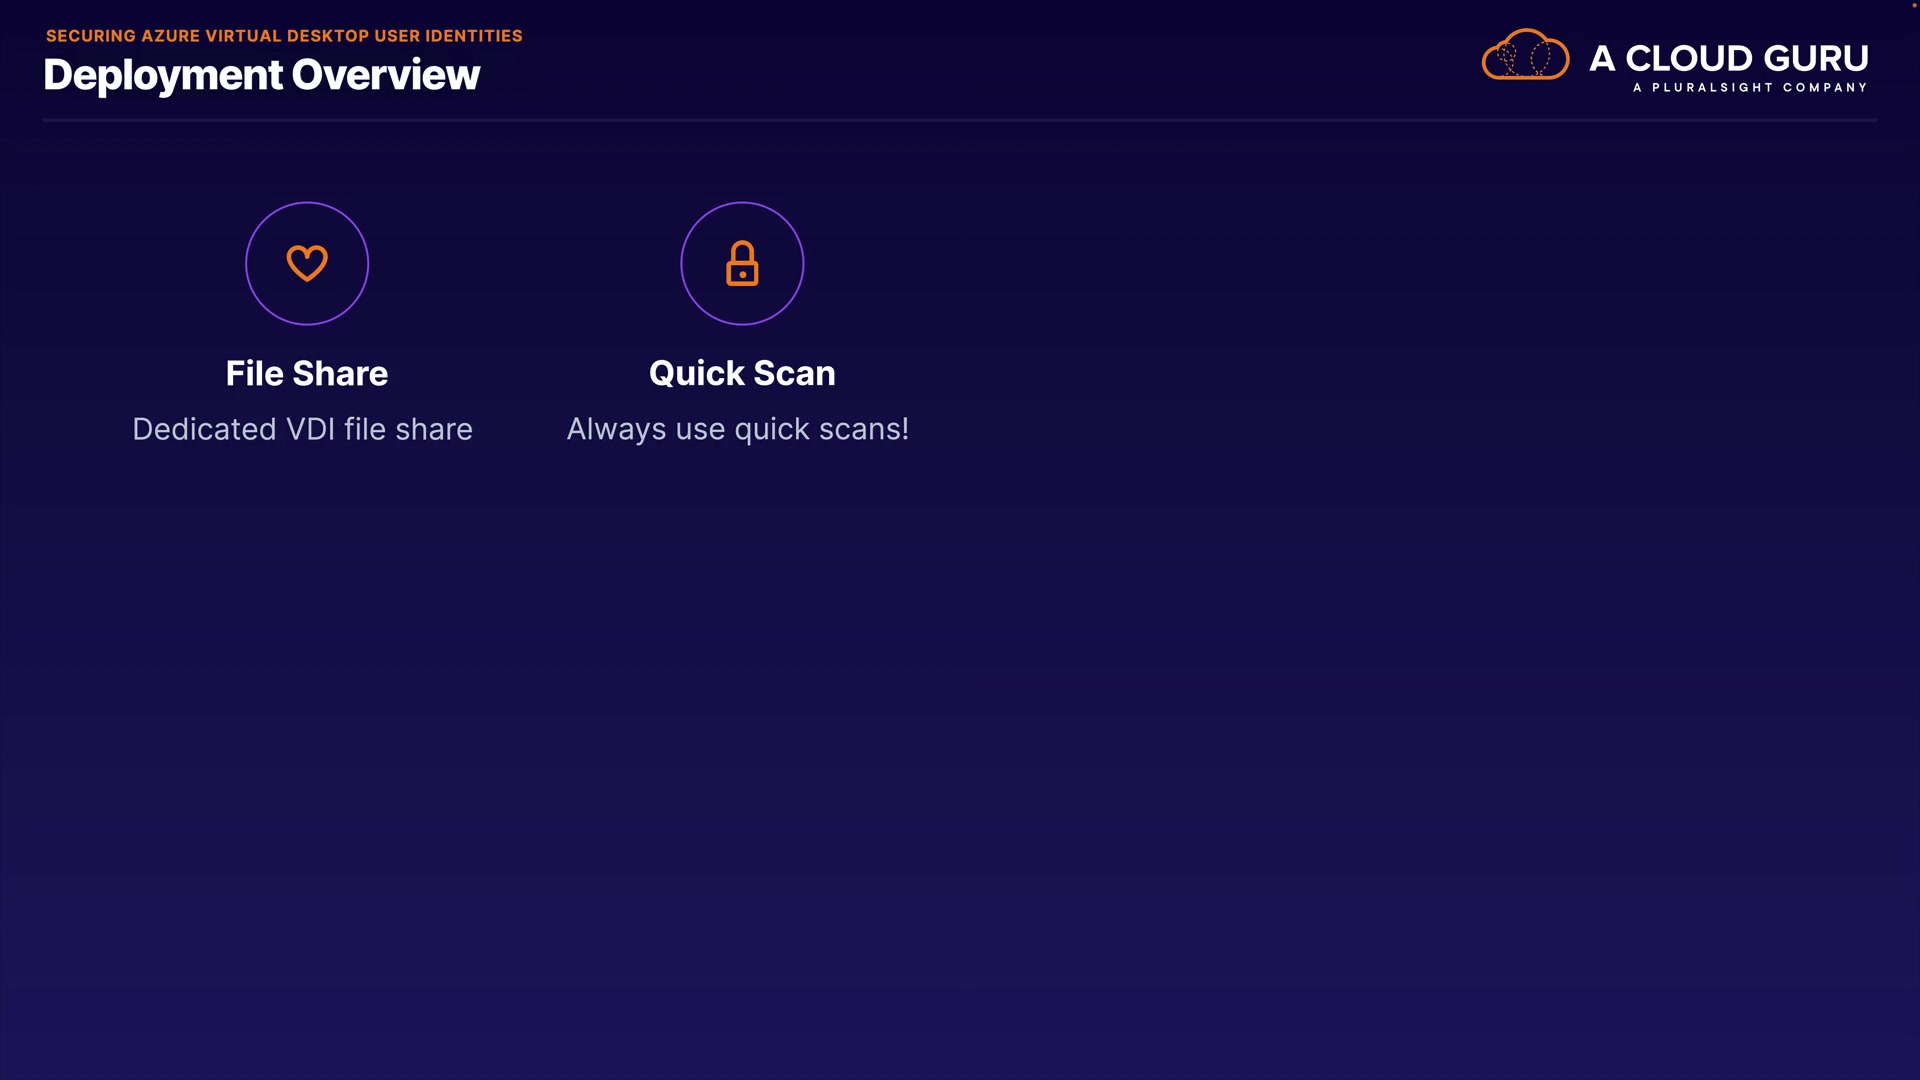 SECURING AZURE VIRTUAL DESKTOP USER IDENTITIES
Deployment Overview
A CLOUD GURU
A PLURALSIGHT COMPANY
File Share
Dedicated VDI file share
Quick Scan
Always use quick scans!